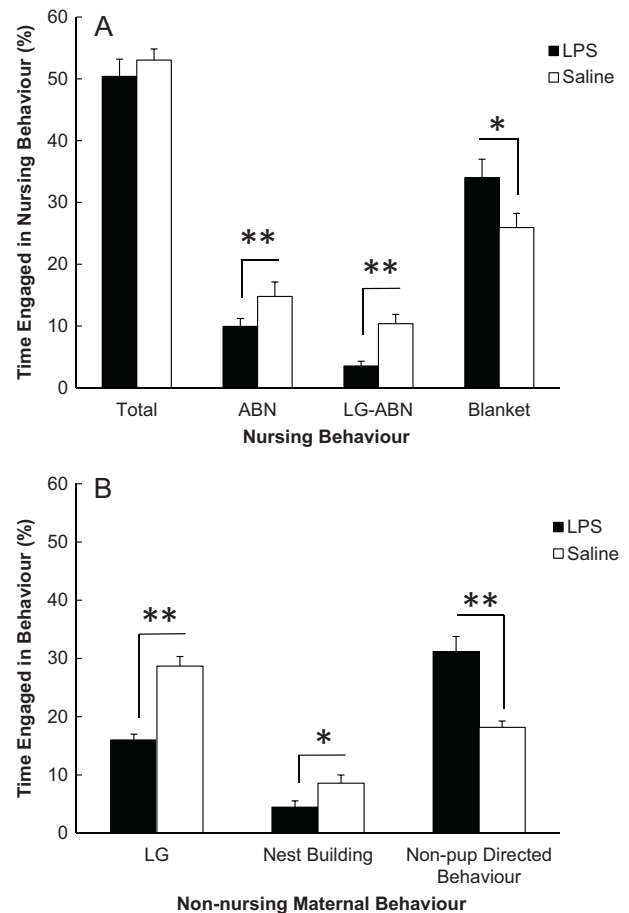 A
Time Engaged in Nursing Behaviour (%)
60
50
40
30
20
10
0
LPS
Saline
**
**
*
Total ABN LG-ABN Blanket
Nursing Behaviour
B
Time Engaged in Behaviour (%)
60
50
40
30
20
10
0
LPS
Saline
**
*
**
LG Nest Building Non-pup Directed
Behaviour
Non-nursing Maternal Behaviour